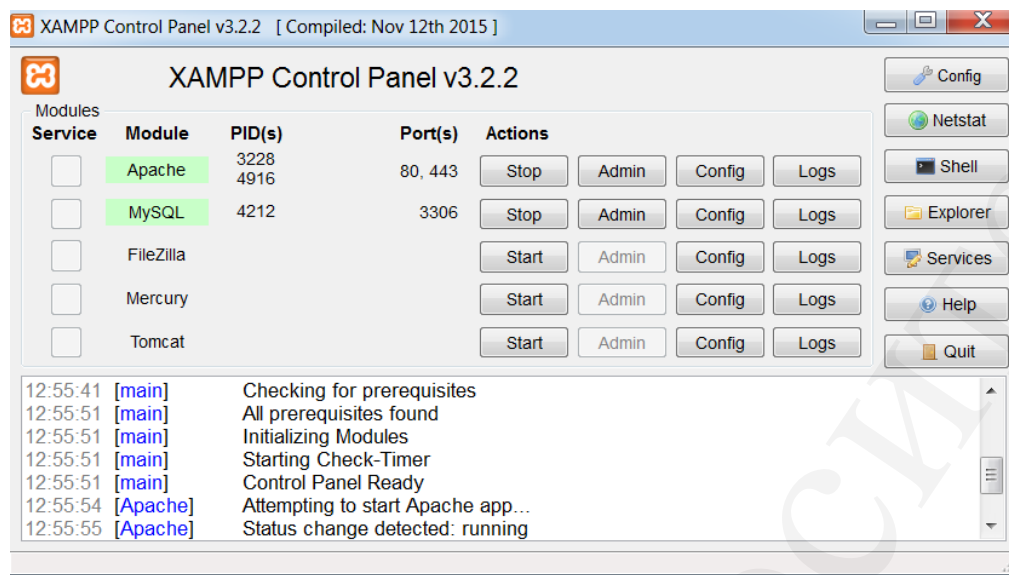 XAMPP Control Panel v3.2.2 [ Compiled: Nov 12th 2015 ]
XAMPP Control Panel v3.2.2
Config
Modules
Service Module PID(s) Port(s) Actions
Netstat
Apache 3228 4916 80, 443 Stop Admin Config Logs
Shell
MySQL 4212 3306 Stop Admin Config Logs
Explorer
FileZilla Start Admin Config Logs
Services
Mercury Start Admin Config Logs
Help
Tomcat Start Admin Config Logs
Quit
12:55:41 [main] Checking for prerequisites
12:55:51 [main] All prerequisites found
12:55:51 [main] Initializing Modules
12:55:51 [main] Starting Check-Timer
12:55:51 [main] Control Panel Ready
12:55:54 [Apache] Attempting to start Apache app...
12:55:55 [Apache] Status change detected: running